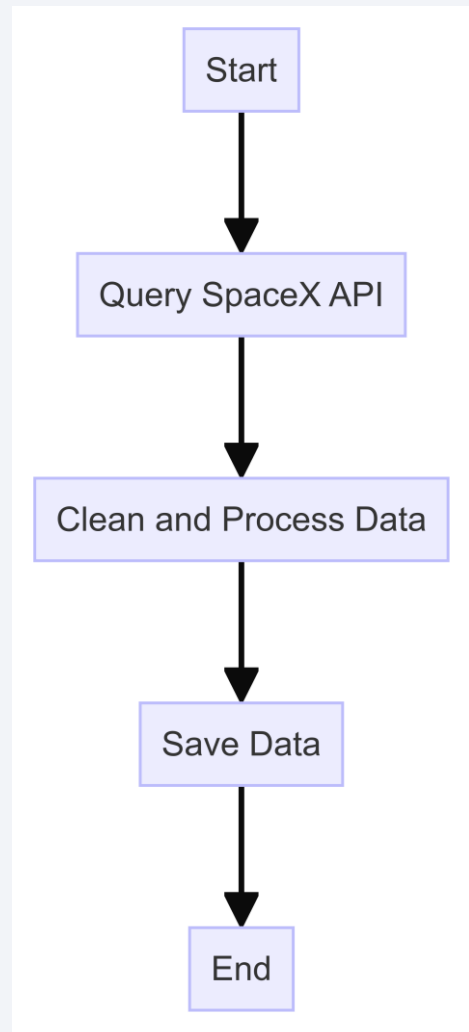 Start
Query SpaceX API
Clean and Process Data
Save Data
End